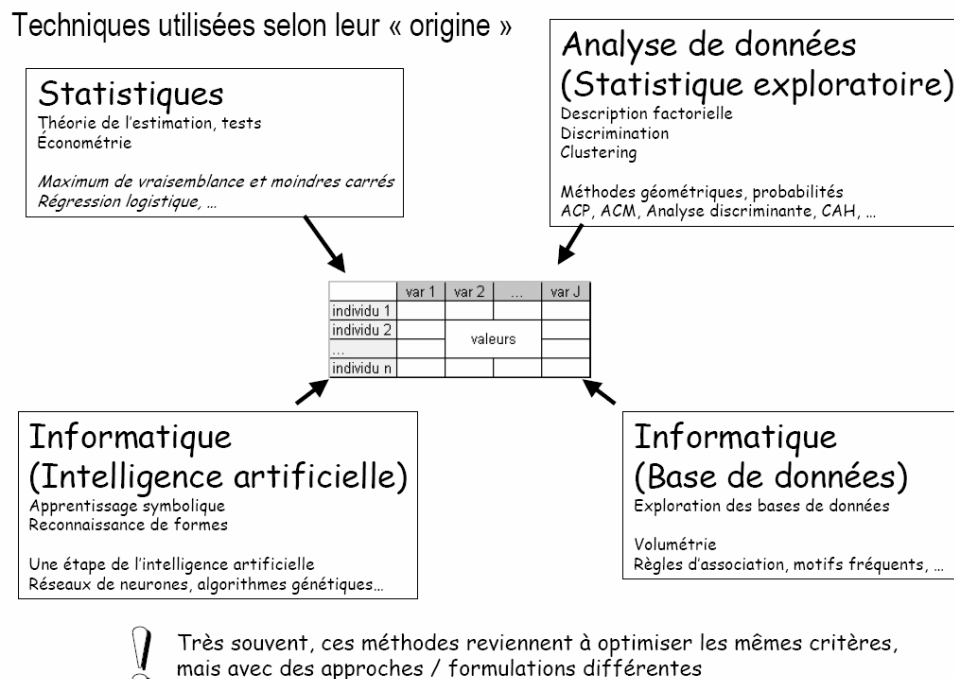 Techniques utilisées selon leur « origine »
Statistiques
Théorie de l'estimation, tests
Économétrie
Maximum de vraisemblance et moindres carrés
Régression logistique, ...
Analyse de données
(Statistique exploratoire)
Description factorielle
Discrimination
Clustering
Méthodes géométriques, probabilités
ACP, ACM, Analyse discriminante, CAH, ...
var 1 var 2 ... var J
individu 1
individu 2
valeurs
...
individu n
Informatique
(Intelligence artificielle)
Apprentissage symbolique
Reconnaissance de formes
Une étape de l'intelligence artificielle
Réseaux de neurones, algorithmes génétiques...
Informatique
(Base de données)
Exploration des bases de données
Volumétrie
Règles d'association, motifs fréquents, ...
! Très souvent, ces méthodes reviennent à optimiser les mêmes critères,
mais avec des approches / formulations différentes